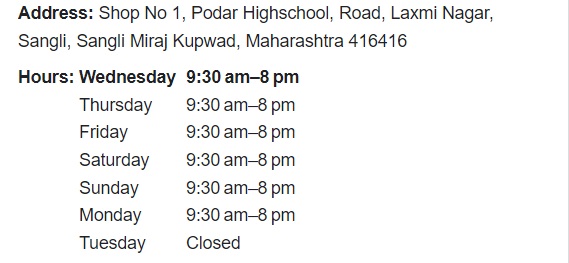 Address: Shop No 1, Podar Highschool, Road, Laxmi Nagar,
Sangli, Sangli Miraj Kupwad, Maharashtra 416416
Hours: Wednesday 9:30 am–8 pm
Thursday 9:30 am–8 pm
Friday 9:30 am–8 pm
Saturday 9:30 am–8 pm
Sunday 9:30 am–8 pm
Monday 9:30 am–8 pm
Tuesday Closed